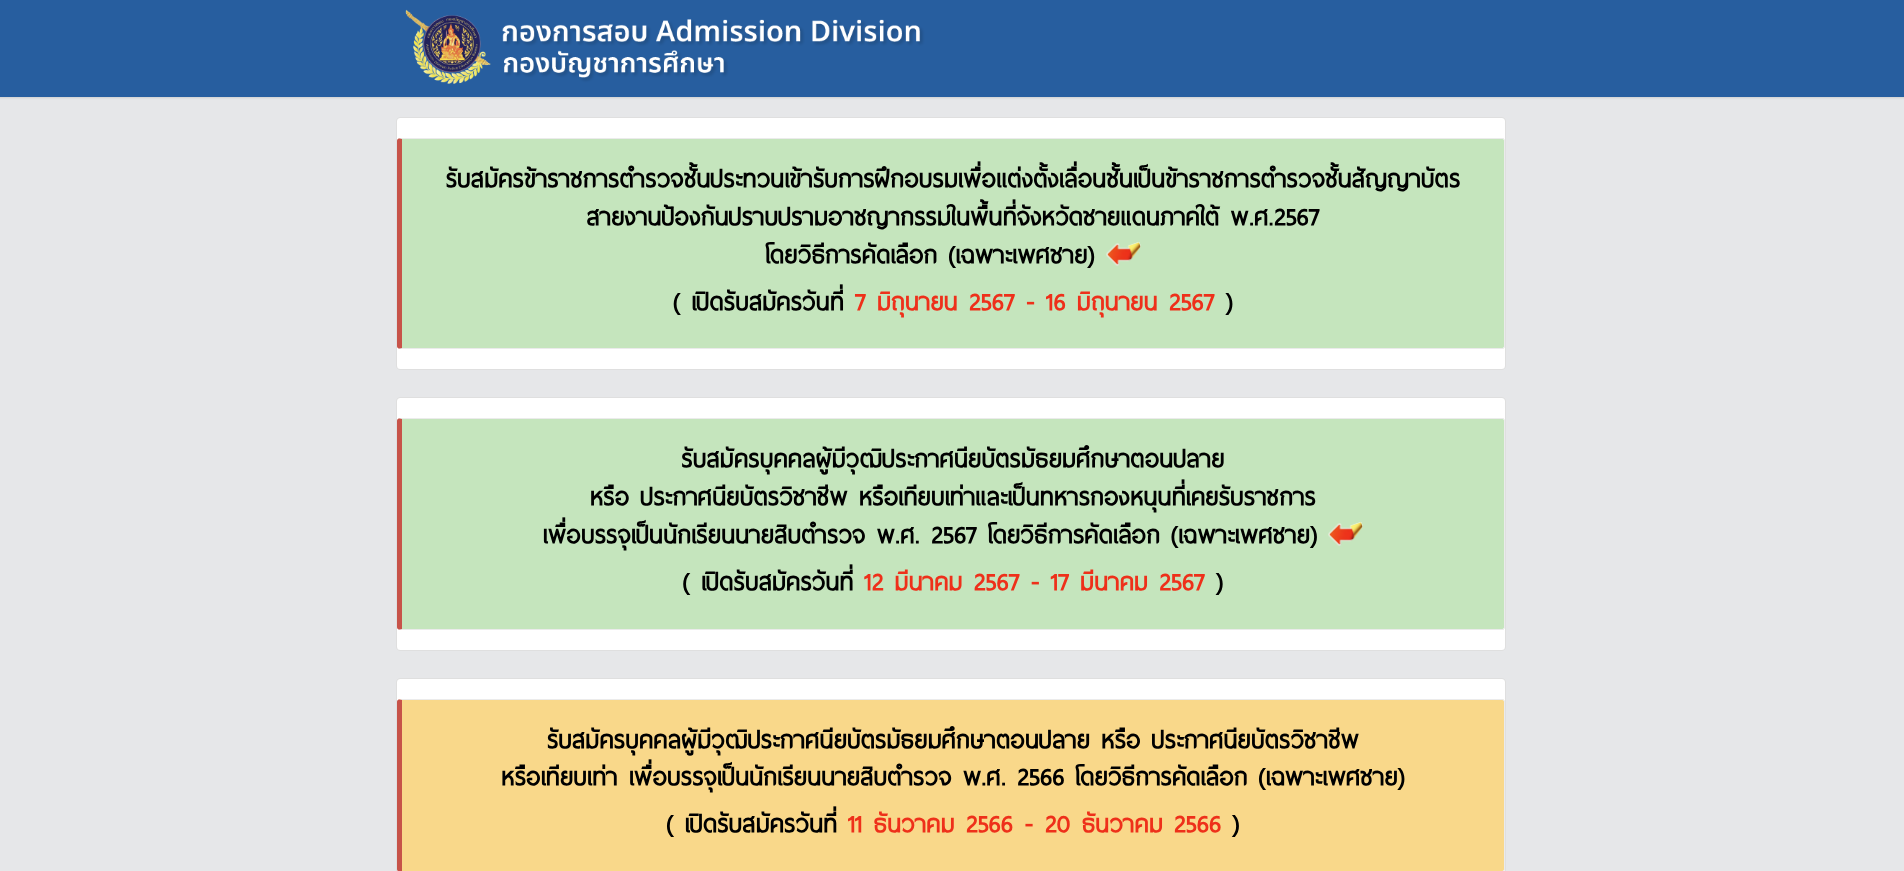 กองการสอบ Admission Division
กองบัญชาการศึกษา
รับสมัครข้าราชการตำรวจชั้นประทวนเข้ารับการฝึกอบรมเพื่อแต่งตั้งเลื่อนชั้นเป็นข้าราชการตำรวจชั้นสัญญาบัตร
สายงานป้องกันปราบปรามอาชญากรรมในพื้นที่จังหวัดชายแดนภาคใต้ พ.ศ.2567
โดยวิธีการคัดเลือก (เฉพาะเพศชาย)
( เปิดรับสมัครวันที่ 7 มิถุนายน 2567 - 16 มิถุนายน 2567 )
รับสมัครบุคคลผู้มีวุฒิประกาศนียบัตรมัธยมศึกษาตอนปลาย
หรือ ประกาศนียบัตรวิชาชีพ หรือเทียบเท่าและเป็นทหารกองหนุนที่เคยรับราชการ
เพื่อบรรจุเป็นนักเรียนนายสิบตำรวจ พ.ศ. 2567 โดยวิธีการคัดเลือก (เฉพาะเพศชาย)
( เปิดรับสมัครวันที่ 12 มีนาคม 2567 - 17 มีนาคม 2567 )
รับสมัครบุคคลผู้มีวุฒิประกาศนียบัตรมัธยมศึกษาตอนปลาย หรือ ประกาศนียบัตรวิชาชีพ
หรือเทียบเท่า เพื่อบรรจุเป็นนักเรียนนายสิบตำรวจ พ.ศ. 2566 โดยวิธีการคัดเลือก (เฉพาะเพศชาย)
( เปิดรับสมัครวันที่ 11 ธันวาคม 2566 - 20 ธันวาคม 2566 )